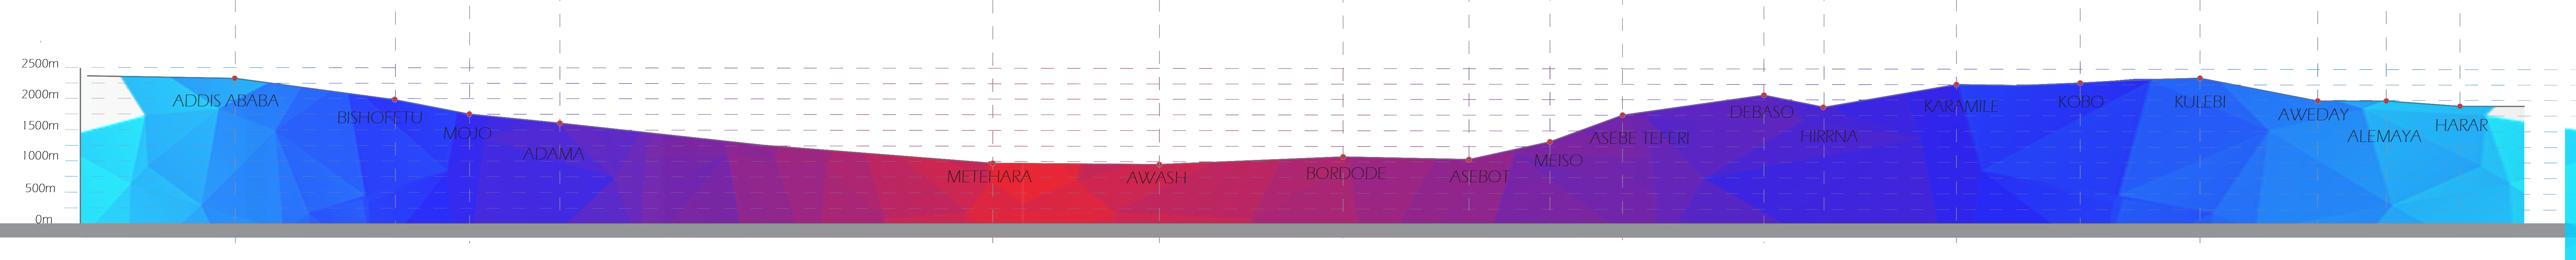 2500m
2000m
1500m
1000m
500m
0m
ADDIS ABABA
BISHOFETU
MOJO
ADAMA
METEHARA
AWASH
BORDODE
ASEBOT
MEISO
ASEBE TEFERI
DEBASO
HIRRNA
KARAMILE
KOBO
KULEBI
AWEDAY
ALEMAYA
HARAR